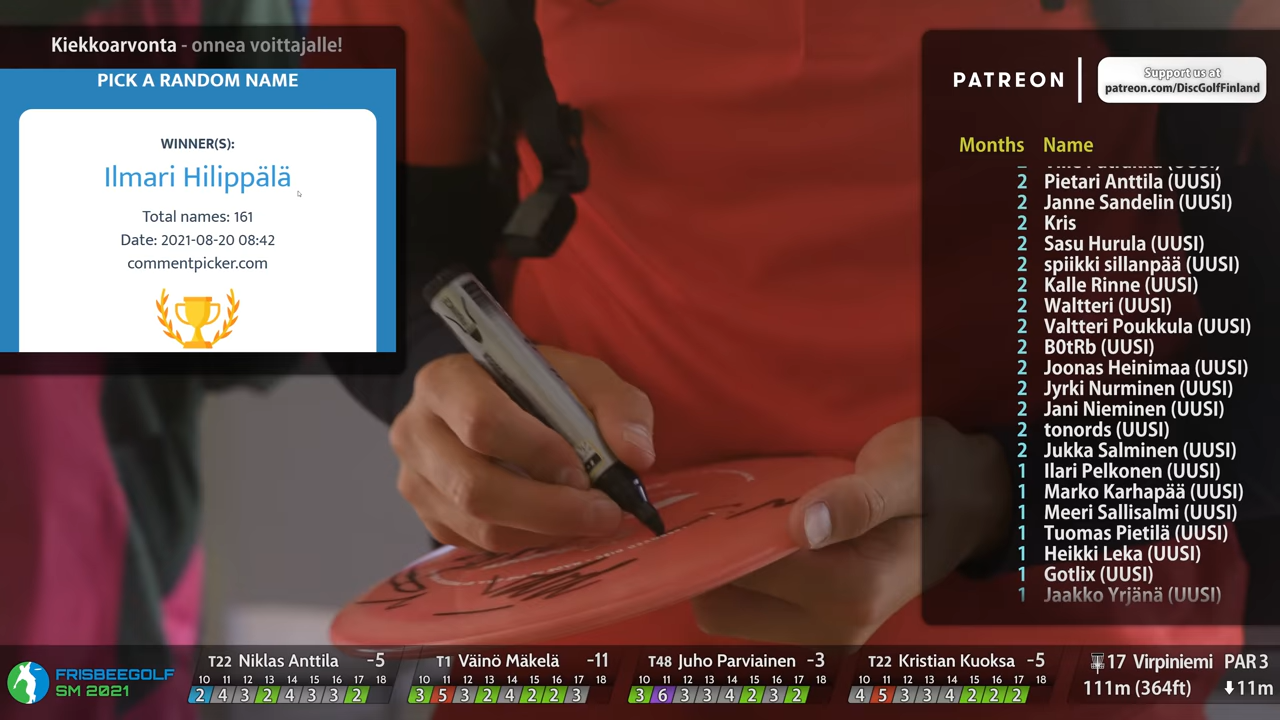 Kiekkoarvonta - onnea voittajalle!
PICK A RANDOM NAME
WINNER(S):
Ilmari Hilippälä
Total names: 161
Date: 2021-08-20 08:42
commentpicker.com
PATREON
Support us at
patreon.com/DiscGolfFinland
Months Name
2 Pietari Anttila (UUSI)
2 Janne Sandelin (UUSI)
2 Kris
2 Sasu Hurula (UUSI)
2 spiikki sillanpää (UUSI)
2 Kalle Rinne (UUSI)
2 Waltteri (UUSI)
2 Valtteri Poukkula (UUSI)
2 B0tRb (UUSI)
2 Joonas Heinimaa (UUSI)
2 Jyrki Nurminen (UUSI)
2 Jani Nieminen (UUSI)
2 tonords (UUSI)
2 Jukka Salminen (UUSI)
1 Ilari Pelkonen (UUSI)
1 Marko Karhapää (UUSI)
1 Meeri Sallisalmi (UUSI)
1 Tuomas Pietilä (UUSI)
1 Heikki Leka (UUSI)
1 Gotlix (UUSI)
1 Jaakko Yrjänä (UUSI)
FRISBEEGOLF
SM 2021
T22 Niklas Anttila -5
10 11 12 13 14 15 16 17 18
2 4 3 2 4 3 3 2
T1 Väinö Mäkelä -11
10 11 12 13 14 15 16 17 18
3 5 3 2 4 2 2 3
T48 Juho Parviainen -3
10 11 12 13 14 15 16 17 18
3 6 3 3 4 2 3 2
T22 Kristian Kuoksa -5
10 11 12 13 14 15 16 17 18
4 5 3 3 4 2 2 2
17 Virpiniemi PAR 3
111m (364ft) 11m